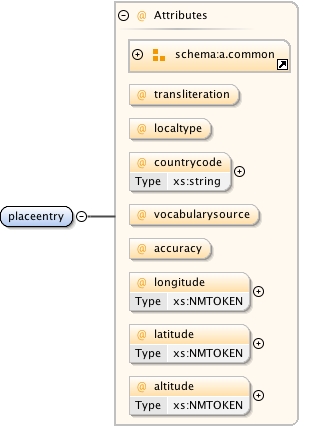 Attributes
schema:a.common
@ transliteration
@ localtype
@ countrycode
Type xs:string
placeentry
@ vocabularysource
@ accuracy
@ longitude
Type xs:NMTOKEN
@ latitude
Type xs:NMTOKEN
@ altitude
Type xs:NMTOKEN